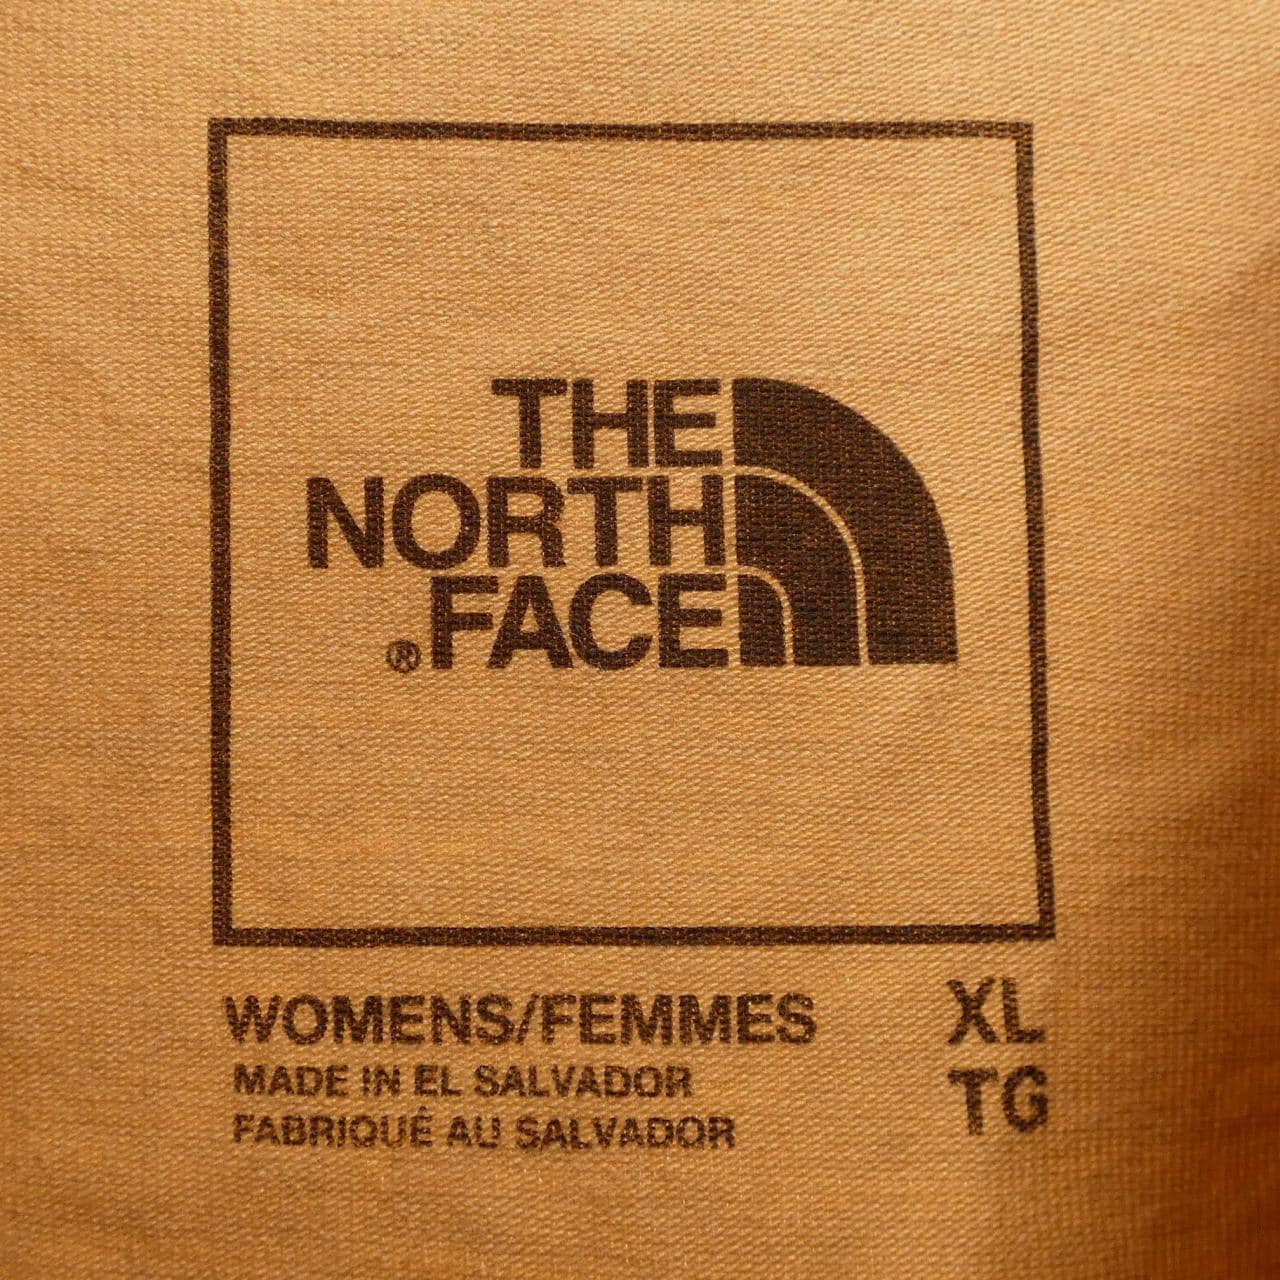 THE
NORTH
®FACE
WOMENS/FEMMES XL
MADE IN EL SALVADOR TG
FABRIQUÉ AU SALVADOR